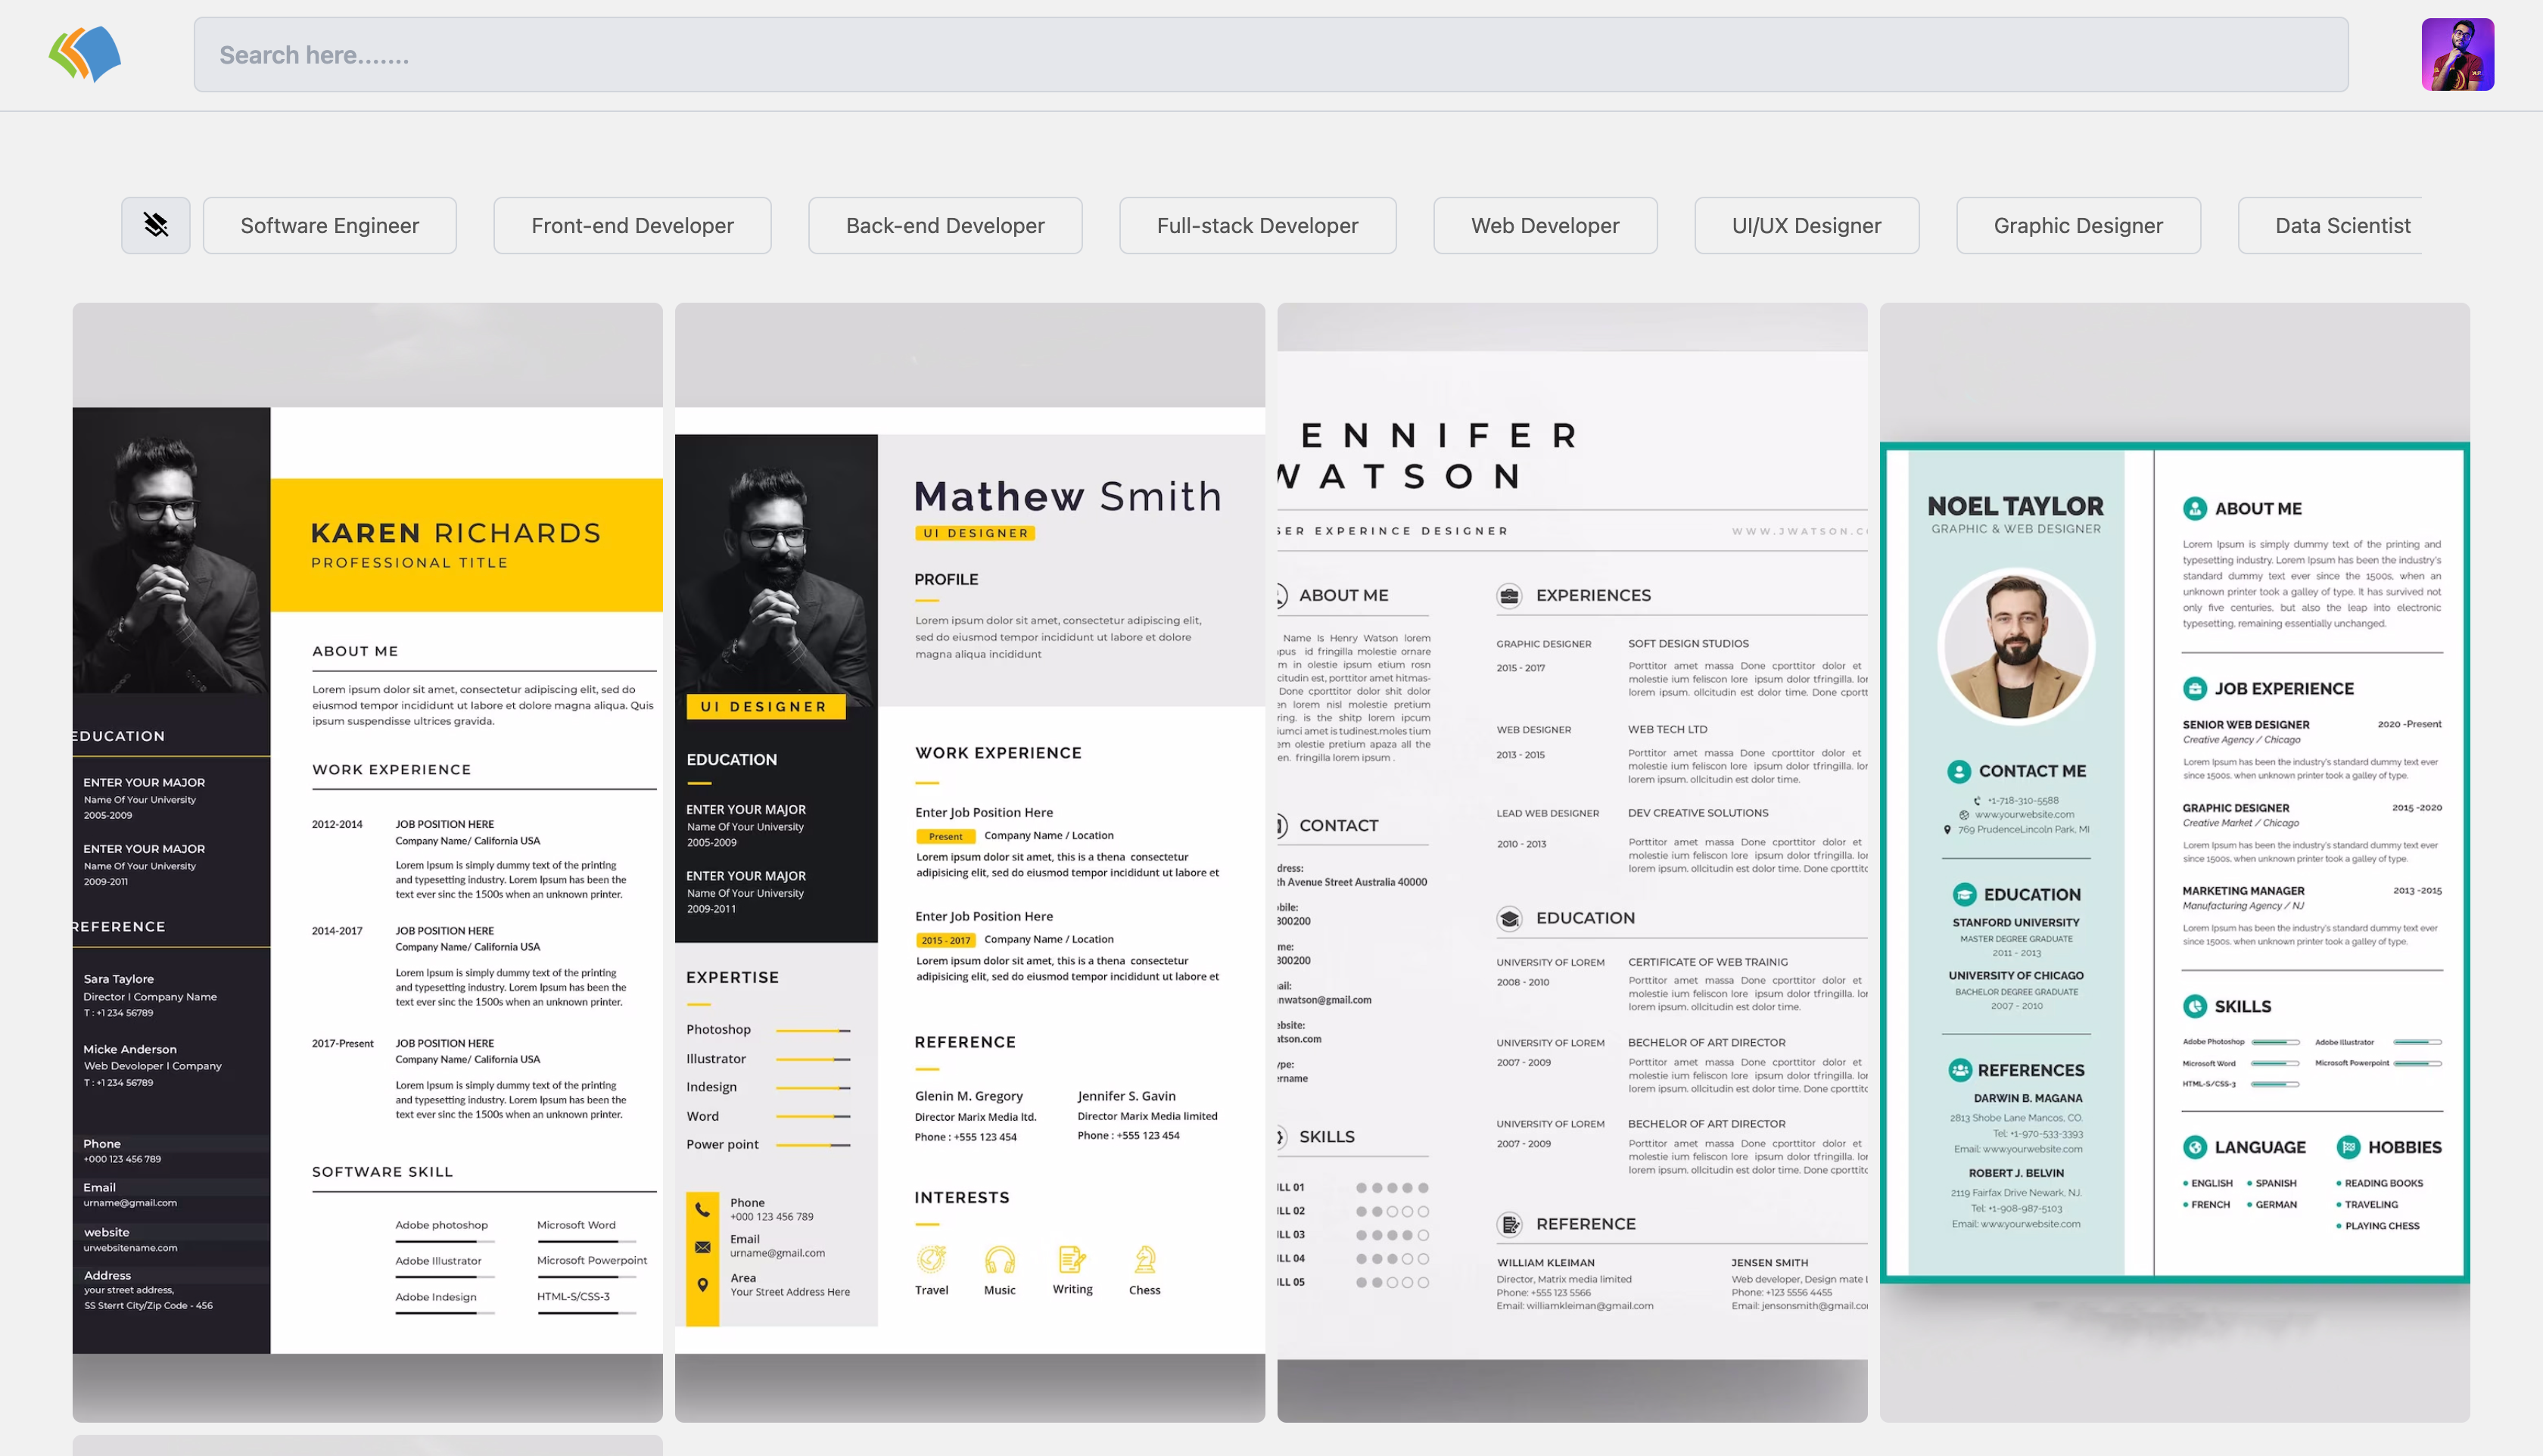 Search here.......
Software Engineer
Front-end Developer
Back-end Developer
Full-stack Developer
Web Developer
UI/UX Designer
Graphic Designer
Data Scientist
KAREN RICHARDS
PROFESSIONAL TITLE
EDUCATION
ENTER YOUR MAJOR
Name Of Your University
2005-2009
ENTER YOUR MAJOR
Name Of Your University
2009-2011
REFERENCE
Sara Taylore
Director I Company Name
T : +1 234 56789
Micke Anderson
Web Devoloper I Company
T : +1 234 56789
Phone
+000 123 456 789
Email
urname@gmail.com
website
urwebsitename.com
Address
your street address,
SS Sterrt City/Zip Code - 456
ABOUT ME
Lorem ipsum dolor sit amet, consectetur adipiscing elit, sed do
eiusmod tempor incididunt ut labore et dolore magna aliqua. Quis
ipsum suspendisse ultrices gravida.
WORK EXPERIENCE
2012-2014
JOB POSITION HERE
Company Name/ California USA
Lorem Ipsum is simply dummy text of the printing
and typesetting industry. Lorem Ipsum has been the
text ever sinc the 1500s when an unknown printer.
2014-2017
JOB POSITION HERE
Company Name/ California USA
Lorem Ipsum is simply dummy text of the printing
and typesetting industry. Lorem Ipsum has been the
text ever sinc the 1500s when an unknown printer.
2017-Present
JOB POSITION HERE
Company Name/ California USA
Lorem Ipsum is simply dummy text of the printing
and typesetting industry. Lorem Ipsum has been the
text ever sinc the 1500s when an unknown printer.
SOFTWARE SKILL
Adobe photoshop
Microsoft Word
Adobe Illustrator
Microsoft Powerpoint
Adobe Indesign
HTML-5/CSS-3
Mathew Smith
UI DESIGNER
PROFILE
Lorem ipsum dolor sit amet, consectetur adipiscing elit,
sed do eiusmod tempor incididunt ut labore et dolore
magna aliqua incididunt
UI DESIGNER
EDUCATION
ENTER YOUR MAJOR
Name Of Your University
2005-2009
ENTER YOUR MAJOR
Name Of Your University
2009-2011
EXPERTISE
Photoshop
Illustrator
Indesign
Word
Power point
Phone
+000 123 456 789
Email
urname@gmail.com
Area
Your Street Address Here
WORK EXPERIENCE
Enter Job Position Here
Present Company Name / Location
Lorem ipsum dolor sit amet, this is a thena consectetur
adipisicing elit, sed do eiusmod tempor incididunt ut labore et
Enter Job Position Here
2015 - 2017 Company Name / Location
Lorem ipsum dolor sit amet, this is a thena consectetur
adipisicing elit, sed do eiusmod tempor incididunt ut labore et
REFERENCE
Glenin M. Gregory
Director Marix Media ltd.
Phone : +555 123 454
Jennifer S. Gavin
Director Marix Media limited
Phone : +555 123 454
INTERESTS
Travel
Music
Writing
Chess
ENNIFER
WATSON
SER EXPERINCE DESIGNER
WWW.JWATSON.CO
ABOUT ME
Name Is Henry Watson lorem
id fringilla molestie ornare
m in olestie ipsum etium rosn
citudin est, porttitor amet hitmas-
Done cporttitor dolor shit dolor
en lorem nisl molestie pretium
ring. is the shitp lorem ipcum
iumci amet is tudinest.moles tium
em olestie pretium apaza all the
en. fringilla lorem ipsum .
CONTACT
dress:
th Avenue Street Australia 40000
bile:
800200
me:
800200
ail:
nwatson@gmail.com
ebsite:
atson.com
ype:
ername
SKILLS
ILL 01
ILL 02
ILL 03
ILL 04
ILL 05
EXPERIENCES
GRAPHIC DESIGNER
2015 - 2017
SOFT DESIGN STUDIOS
Porttitor amet massa Done cporttitor dolor et
molestie ium feliscon lore ipsum dolor tfringilla. lor
lorem ipsum. ollcitudin est dolor time. Done cportt
WEB DESIGNER
2013 - 2015
WEB TECH LTD
Porttitor amet massa Done cporttitor dolor et
molestie ium feliscon lore ipsum dolor tfringilla. lor
lorem ipsum. ollcitudin est dolor time.
LEAD WEB DESIGNER
2010 - 2013
DEV CREATIVE SOLUTIONS
Porttitor amet massa Done cporttitor dolor et
molestie ium feliscon lore ipsum dolor tfringilla. lor
lorem ipsum. ollcitudin est dolor time. Done cporttitc
EDUCATION
UNIVERSITY OF LOREM
2008 - 2010
CERTIFICATE OF WEB TRAINIG
Porttitor amet massa Done cporttitor dolor et
molestie ium feliscon lore ipsum dolor tfringilla. lor
lorem ipsum. ollcitudin est dolor time.
UNIVERSITY OF LOREM
2007 - 2009
BECHELOR OF ART DIRECTOR
Porttitor amet massa Done cporttitor dolor et
molestie ium feliscon lore ipsum dolor tfringilla. lor
lorem ipsum. ollcitudin est dolor time. Done cporttitc
UNIVERSITY OF LOREM
2007 - 2009
BECHELOR OF ART DIRECTOR
Porttitor amet massa Done cporttitor dolor et
molestie ium feliscon lore ipsum dolor tfringilla. lor
lorem ipsum. ollcitudin est dolor time. Done cporttitc
REFERENCE
WILLIAM KLEIMAN
Director, Matrix media limited
Phone: +555 123 5566
Email: williamkleiman@gmail.com
JENSEN SMITH
Web developer, Design mate L
Phone: +123 5556 4455
Email: jensonsmith@gmail.co
NOEL TAYLOR
GRAPHIC & WEB DESIGNER
CONTACT ME
+1-718-310-5588
www.yourwebsite.com
769 PrudenceLincoln Park, MI
EDUCATION
STANFORD UNIVERSITY
MASTER DEGREE GRADUATE
2011 - 2013
UNIVERSITY OF CHICAGO
BACHELOR DEGREE GRADUATE
2007 - 2010
REFERENCES
DARWIN B. MAGANA
2813 Shobe Lane Mancos, CO.
Tel: +1-970-533-3393
Email: www.yourwebsite.com
ROBERT J. BELVIN
2119 Fairfax Drive Newark, NJ.
Tel: +1-908-987-5103
Email: www.yourwebsite.com
ABOUT ME
Lorem Ipsum is simply dummy text of the printing and
typesetting industry. Lorem Ipsum has been the industry's
standard dummy text ever since the 1500s, when an
unknown printer took a galley of type. It has survived not
only five centuries, but also the leap into electronic
typesetting, remaining essentially unchanged.
JOB EXPERIENCE
SENIOR WEB DESIGNER 2020 -Present
Creative Agency / Chicago
Lorem Ipsum has been the industry's standard dummy text ever
since 1500s, when unknown printer took a galley of type.
GRAPHIC DESIGNER 2015 -2020
Creative Market / Chicago
Lorem Ipsum has been the industry's standard dummy text ever
since 1500s, when unknown printer took a galley of type.
MARKETING MANAGER 2013 -2015
Manufacturing Agency / NJ
Lorem Ipsum has been the industry's standard dummy text ever
since 1500s, when unknown printer took a galley of type.
SKILLS
Adobe Photoshop
Adobe Illustrator
Microsoft Word
Microsoft Powerpoint
HTML-5/CSS-3
LANGUAGE
• ENGLISH • SPANISH
• FRENCH • GERMAN
HOBBIES
• READING BOOKS
• TRAVELING
• PLAYING CHESS